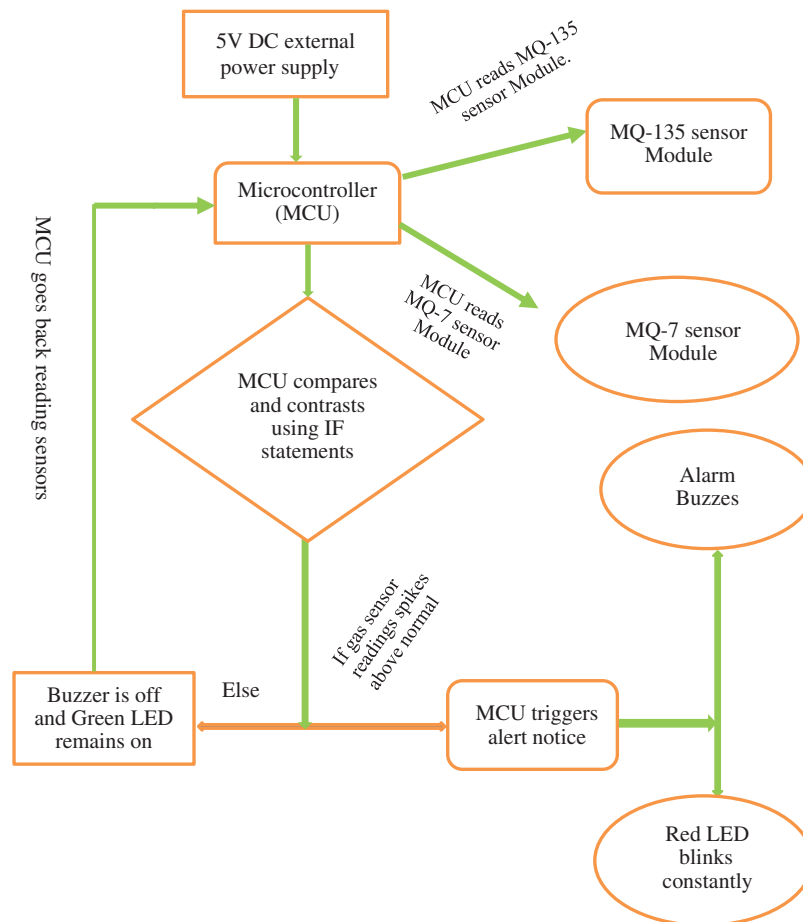 5V DC external
power supply
MCU reads MQ-135
sensor Module.
MQ-135 sensor
Module
Microcontroller
(MCU)
MCU goes back reading sensors
MCU reads
MQ-7 sensor
Module
MQ-7 sensor
Module
MCU compares
and contrasts
using IF
statements
Alarm
Buzzes
If gas sensor
readings spikes
above normal
Else
Buzzer is off
and Green LED
remains on
MCU triggers
alert notice
Red LED
blinks
constantly